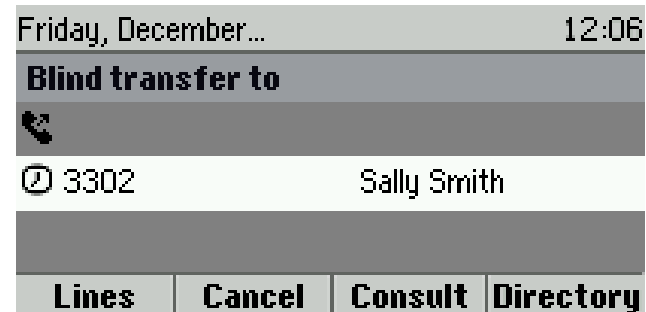 Friday, December... 12:06
Blind transfer to
3302 Sally Smith
Lines Cancel Consult Directory